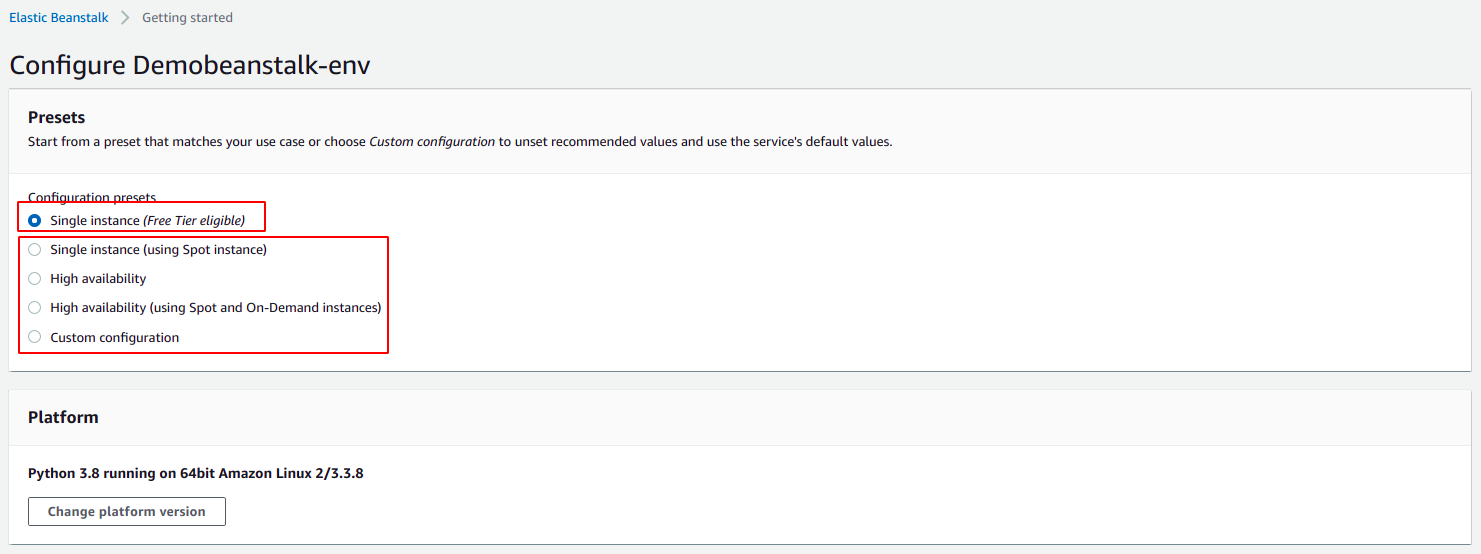 Elastic Beanstalk > Getting started
Configure Demobeanstalk-env
Presets
Start from a preset that matches your use case or choose Custom configuration to unset recommended values and use the service's default values.
Configuration presets
Single instance (Free Tier eligible)
Single instance (using Spot instance)
High availability
High availability (using Spot and On-Demand instances)
Custom configuration
Platform
Python 3.8 running on 64bit Amazon Linux 2/3.3.8
Change platform version